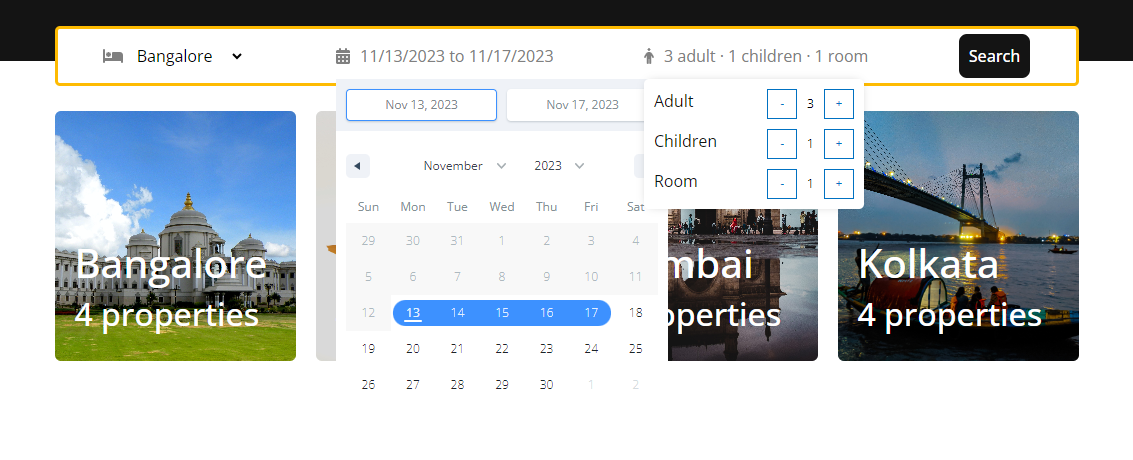 Bangalore
11/13/2023 to 11/17/2023
3 adult · 1 children · 1 room
Search
Nov 13, 2023
Nov 17, 2023
Adult - 3 +
Children - 1 +
Room - 1 +
November 2023
Sun Mon Tue Wed Thu Fri Sat
29 30 31 1 2 3 4
5 6 7 8 9 10 11
12 13 14 15 16 17 18
19 20 21 22 23 24 25
26 27 28 29 30 1 2
Bangalore
4 properties
mbai
operties
Kolkata
4 properties